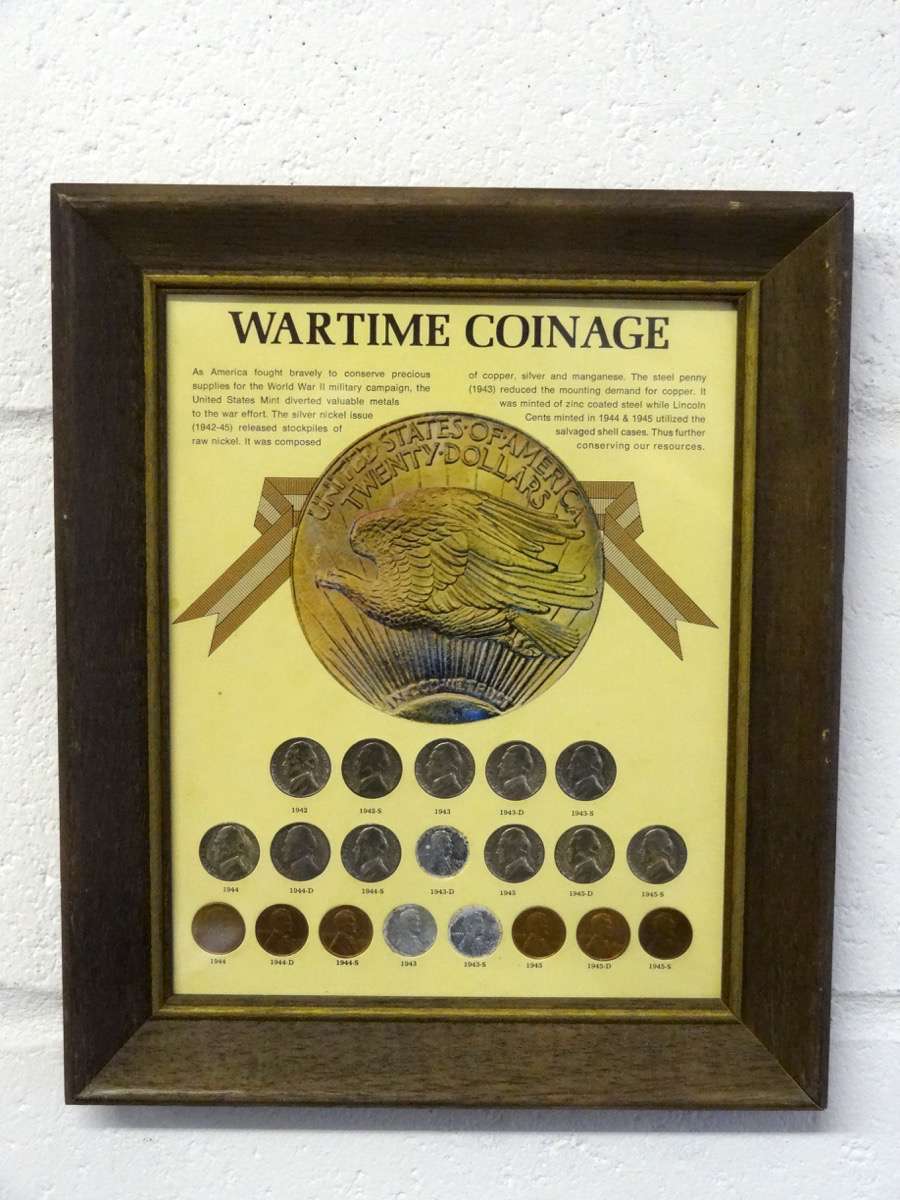 WARTIME COINAGE
As America fought bravely to conserve precious
supplies for the World War II military campaign, the
United States Mint diverted valuable metals
to the war effort. The silver nickel issue
(1942-45) released stockpiles of
raw nickel. It was composed
of copper, silver and manganese. The steel penny
(1943) reduced the mounting demand for copper. It
was minted of zinc coated steel while Lincoln
Cents minted in 1944 & 1945 utilized the
salvaged shell cases. Thus further
conserving our resources.
UNITED·STATES·OF·AMERICA
TWENTY·DOLLARS
IN·GOD·WE·TRUST
1942 1942-S 1943 1943-D 1943-S
1944 1944-D 1944-S 1943-D 1945 1945-D 1945-S
1944 1944-D 1944-S 1943 1943-S 1945 1945-D 1945-S